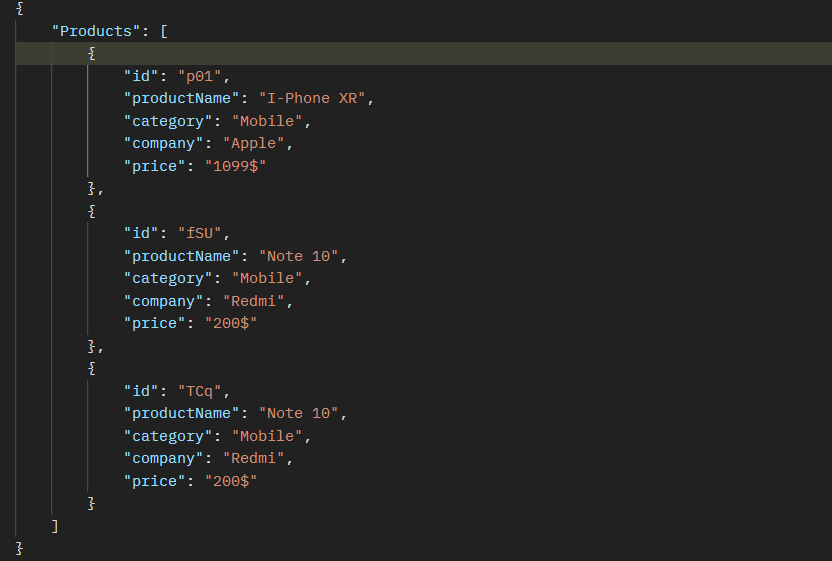 {
    "Products": [
        {
            "id": "p01",
            "productName": "I-Phone XR",
            "category": "Mobile",
            "company": "Apple",
            "price": "1099$"
        },
        {
            "id": "fSU",
            "productName": "Note 10",
            "category": "Mobile",
            "company": "Redmi",
            "price": "200$"
        },
        {
            "id": "TCq",
            "productName": "Note 10",
            "category": "Mobile",
            "company": "Redmi",
            "price": "200$"
        }
    ]
}